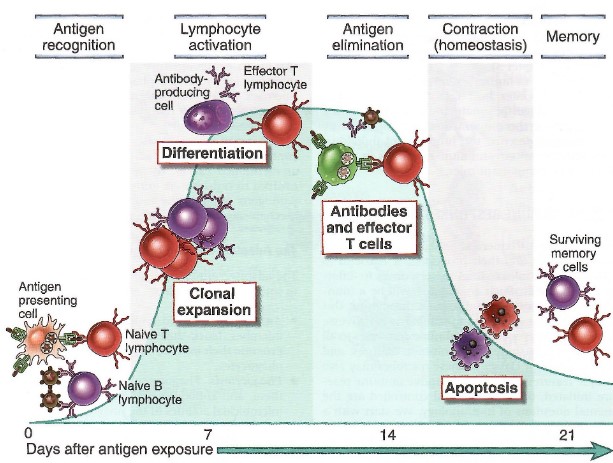 Antigen
recognition
Lymphocyte
activation
Antigen
elimination
Contraction
(homeostasis)
Memory
Antibody-
producing
cell
Effector T
lymphocyte
Differentiation
Antibodies
and effector
T cells
Clonal
expansion
Surviving
memory
cells
Antigen
presenting
cell
Naive T
lymphocyte
Naive B
lymphocyte
Apoptosis
0
7
14
21
Days after antigen exposure